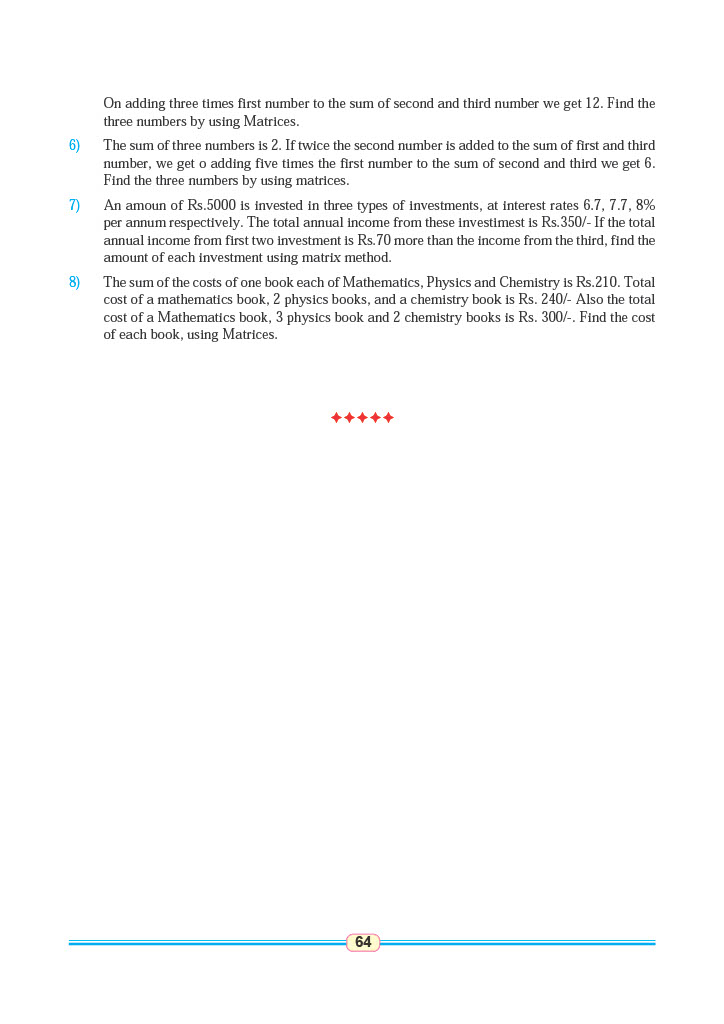 On adding three times first number to the sum of second and third number we get 12. Find the
three numbers by using Matrices.
6) The sum of three numbers is 2. If twice the second number is added to the sum of first and third
number, we get o adding five times the first number to the sum of second and third we get 6.
Find the three numbers by using matrices.
7) An amoun of Rs.5000 is invested in three types of investments, at interest rates 6.7, 7.7, 8%
per annum respectively. The total annual income from these investimest is Rs.350/- If the total
annual income from first two investment is Rs.70 more than the income from the third, find the
amount of each investment using matrix method.
8) The sum of the costs of one book each of Mathematics, Physics and Chemistry is Rs.210. Total
cost of a mathematics book, 2 physics books, and a chemistry book is Rs. 240/- Also the total
cost of a Mathematics book, 3 physics book and 2 chemistry books is Rs. 300/-. Find the cost
of each book, using Matrices.
64